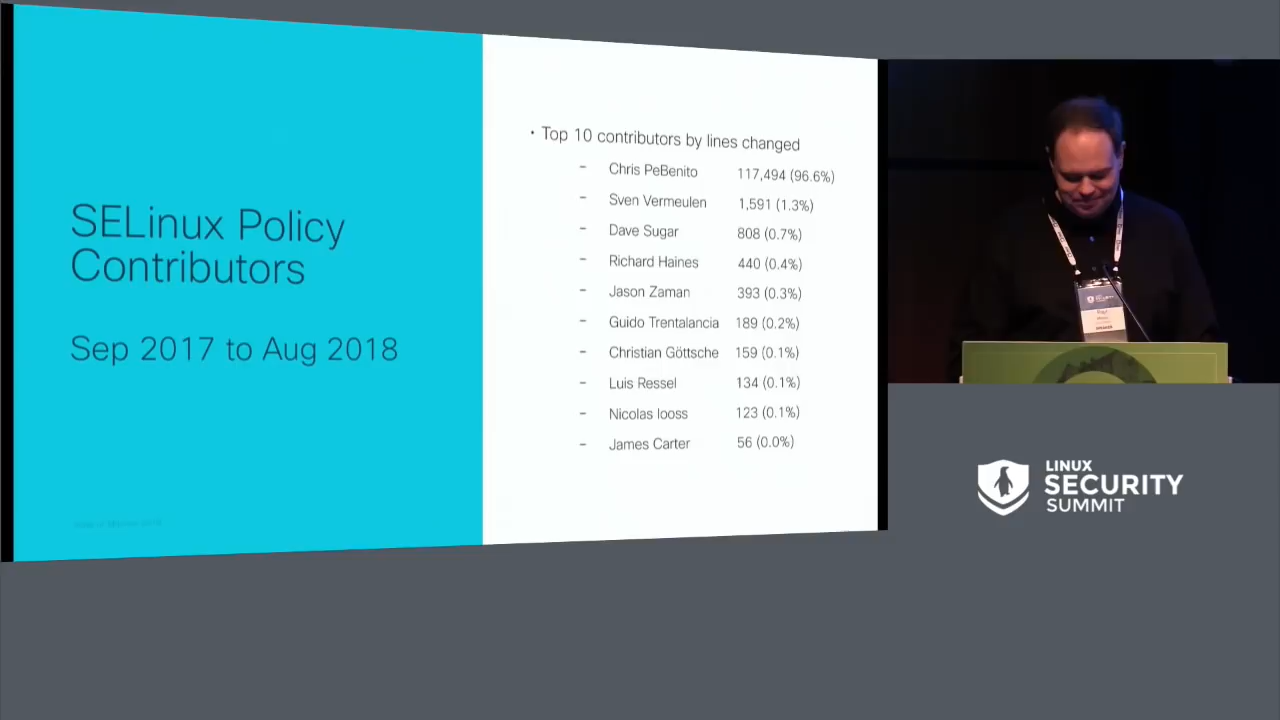 SELinux Policy
Contributors
Sep 2017 to Aug 2018
• Top 10 contributors by lines changed
– Chris PeBenito 117,494 (96.6%)
– Sven Vermeulen 1,591 (1.3%)
– Dave Sugar 808 (0.7%)
– Richard Haines 440 (0.4%)
– Jason Zaman 393 (0.3%)
– Guido Trentalancia 189 (0.2%)
– Christian Göttsche 159 (0.1%)
– Luis Ressel 134 (0.1%)
– Nicolas Iooss 123 (0.1%)
– James Carter 56 (0.0%)
LINUX
SECURITY
SUMMIT